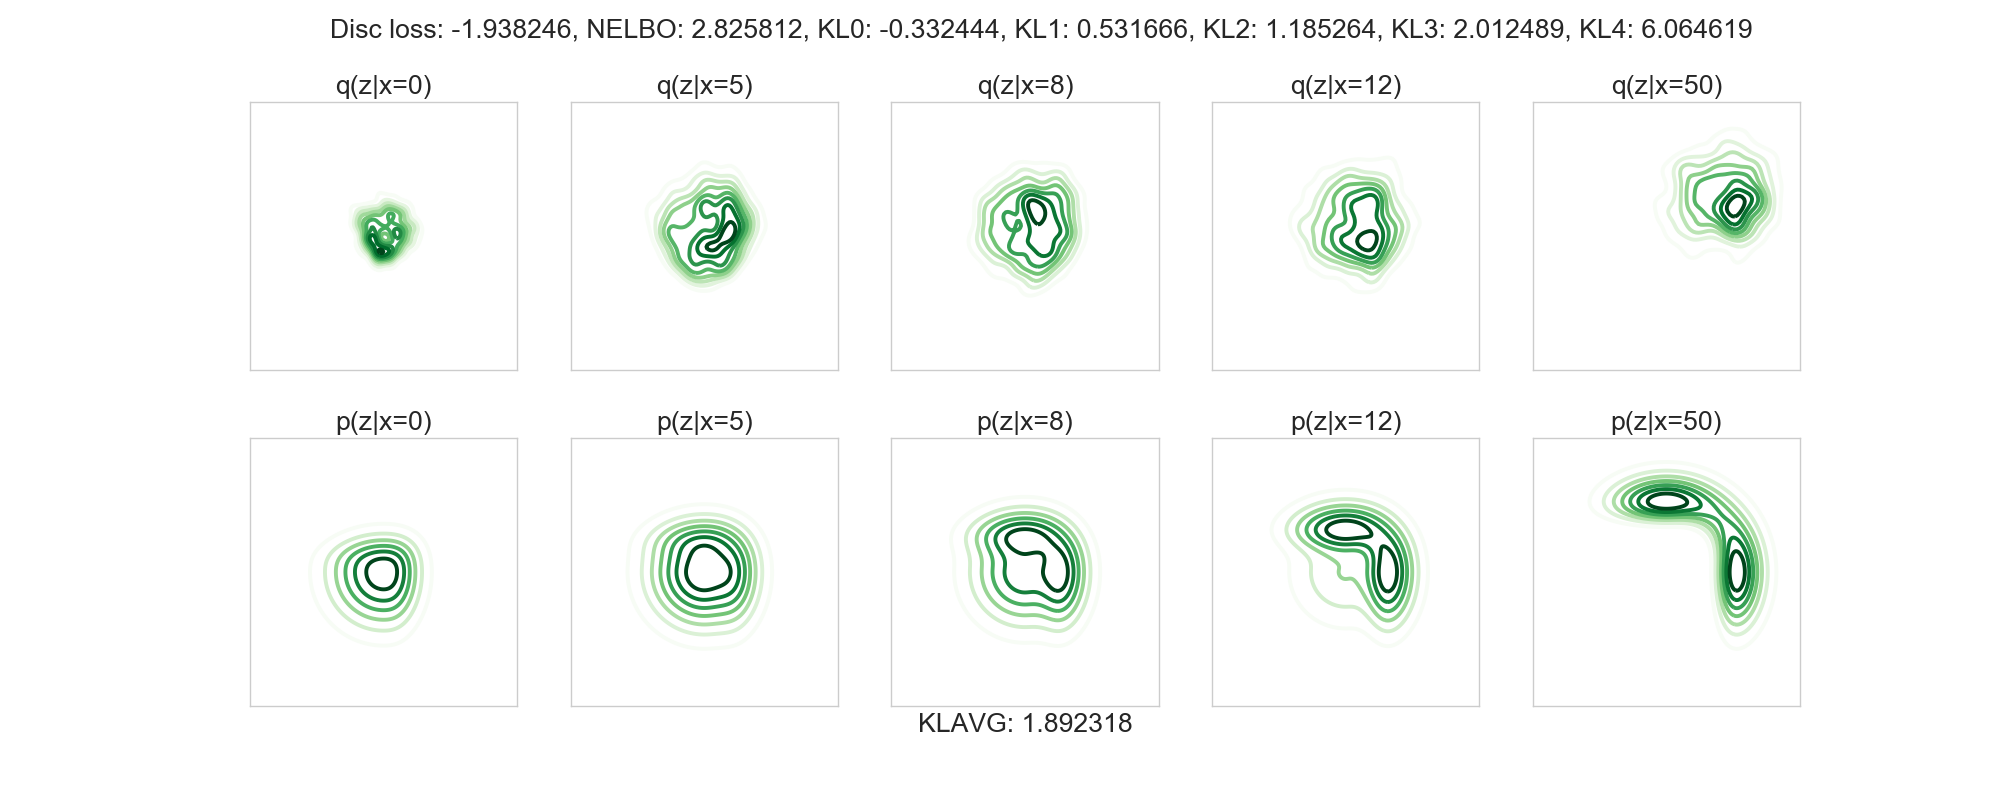 Disc loss: -1.938246, NELBO: 2.825812, KL0: -0.332444, KL1: 0.531666, KL2: 1.185264, KL3: 2.012489, KL4: 6.064619
q(z|x=0) q(z|x=5) q(z|x=8) q(z|x=12) q(z|x=50)
p(z|x=0) p(z|x=5) p(z|x=8) p(z|x=12) p(z|x=50)
KLAVG: 1.892318